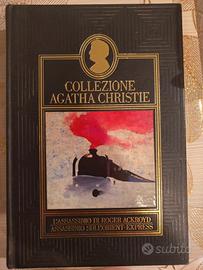 COLLEZIONE
AGATHA CHRISTIE
L'ASSASSINIO DI ROGER ACKROYD
ASSASSINIO SULL'ORIENT-EXPRESS
subito